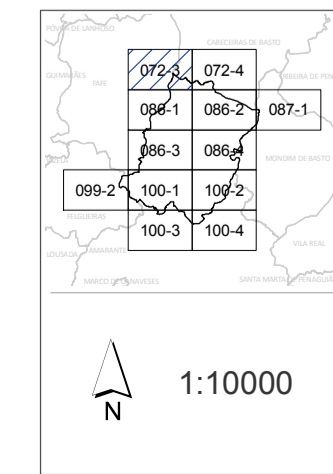 PÓVOA DE LANHOSO
CABECEIRAS DE BASTO
072-3 072-4
GUIMARÃES
FAFE
RIBEIRA DE PEN
086-1 086-2 087-1
086-3 086-4
MONDIM DE BASTO
099-2 100-1 100-2
FELGUEIRAS
100-3 100-4
VILA REAL
LOUSADA
AMARANTE
MARCO DE CANAVESES
SANTA MARTA DE PENAGUIÃ
N
1:10000